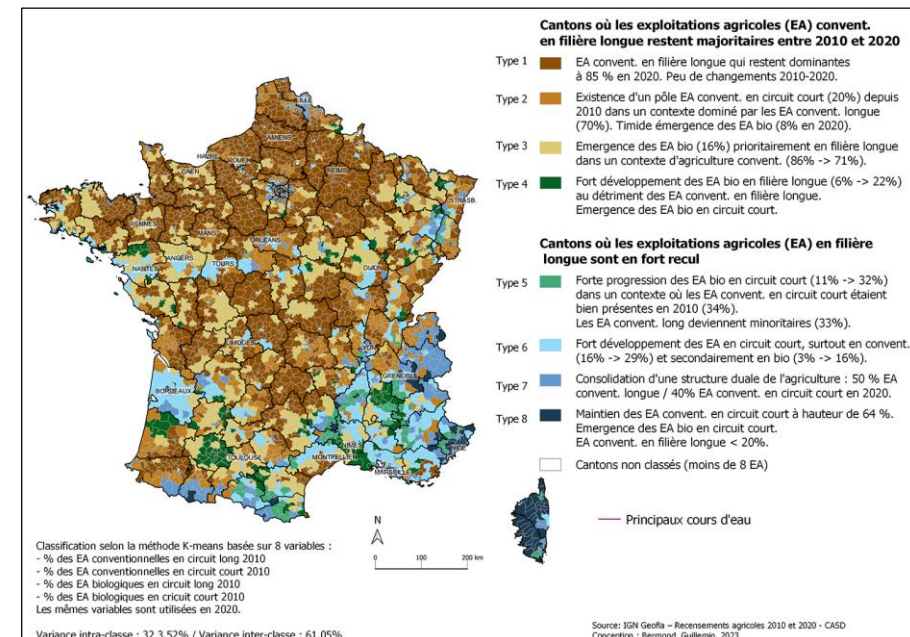 Cantons où les exploitations agricoles (EA) convent.
en filière longue restent majoritaires entre 2010 et 2020
Type 1
EA convent. en filière longue qui restent dominantes
à 85 % en 2020. Peu de changements 2010-2020.
Type 2
Existence d'un pôle EA convent. en circuit court (20%) depuis
2010 dans un contexte dominé par les EA convent. longue
(70%). Timide émergence des EA bio (8% en 2020).
Type 3
Emergence des EA bio (16%) prioritairement en filière longue
dans un contexte d'agriculture convent. (86% -> 71%).
Type 4
Fort développement des EA bio en filière longue (6% -> 22%)
au détriment des EA convent. en filière longue.
Emergence des EA bio en circuit court.
Cantons où les exploitations agricoles (EA) en filière
longue sont en fort recul
Type 5
Forte progression des EA bio en circuit court (11% -> 32%)
dans un contexte où les EA convent. en circuit court étaient
bien présentes en 2010 (34%).
Les EA convent. long deviennent minoritaires (33%).
Type 6
Fort développement des EA en circuit court, surtout en convent.
(16% -> 29%) et secondairement en bio (3% -> 16%).
Type 7
Consolidation d'une structure duale de l'agriculture : 50 % EA
convent. longue / 40% EA convent. en circuit court en 2020.
Type 8
Maintien des EA convent. en circuit court à hauteur de 64 %.
Emergence des EA bio en circuit court.
EA convent. en filière longue < 20%.
Cantons non classés (moins de 8 EA)
Principaux cours d'eau
LILLE
AMIENS
HAVRE
ROUEN
CAEN
REIMS
STRASB.
RENNES
MANS
ORLEANS
ANGERS
TOURS
NANTES
DIJON
LIMOGES
LYON
GRENOBLE
BORDEAUX
NIMES
NICE
TOULOUSE
MONTPELLIER
MARSEILLE
N
0 100 200 km
Classification selon la méthode K-means basée sur 8 variables :
- % des EA conventionnelles en circuit long 2010
- % des EA conventionnelles en circuit court 2010
- % des EA biologiques en circuit long 2010
- % des EA biologiques en circuit court 2010
Les mêmes variables sont utilisées en 2020.
Variance intra-classe : 32,3,52% / Variance inter-classe : 61,05%
Source: IGN Geofla – Recensements agricoles 2010 et 2020 - CASD
Conception : Bermond, Guillemin, 2023